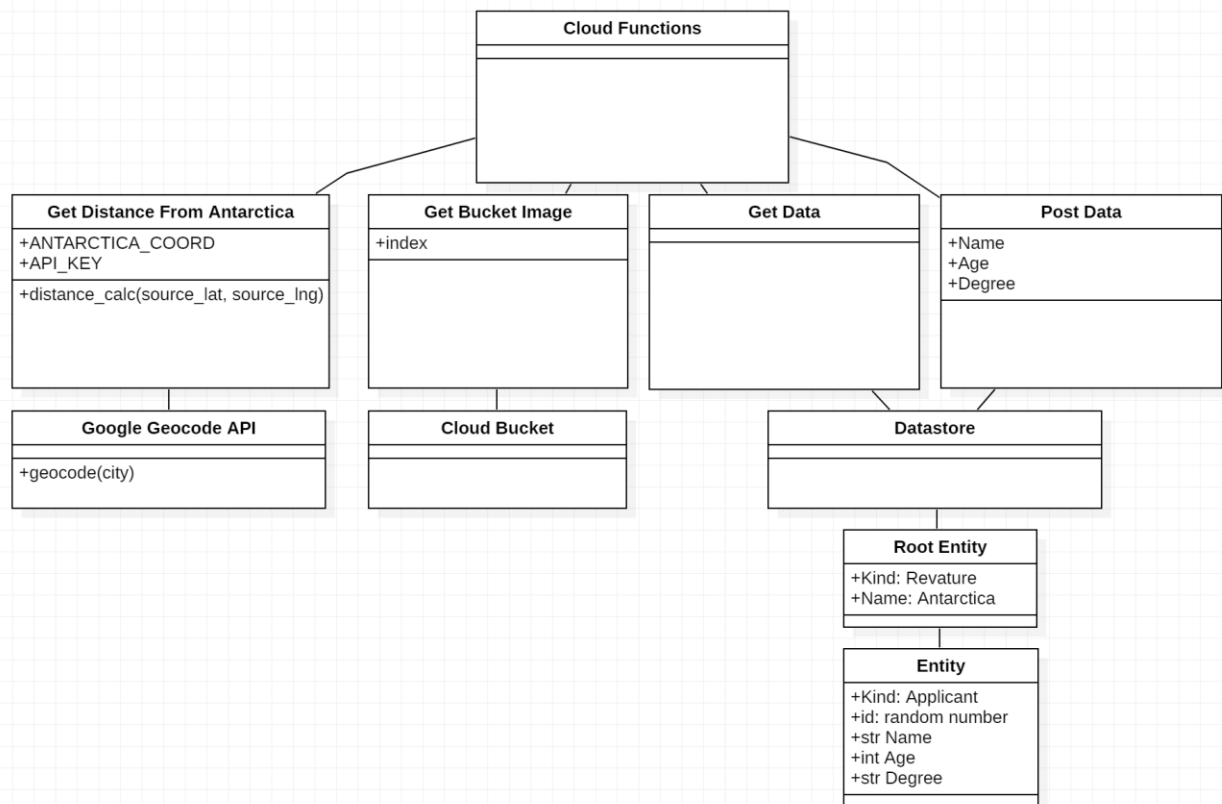 Cloud Functions
Get Distance From Antarctica
+ANTARCTICA_COORD
+API_KEY
+distance_calc(source_lat, source_lng)
Get Bucket Image
+index
Get Data
Post Data
+Name
+Age
+Degree
Google Geocode API
+geocode(city)
Cloud Bucket
Datastore
Root Entity
+Kind: Revature
+Name: Antarctica
Entity
+Kind: Applicant
+id: random number
+str Name
+int Age
+str Degree